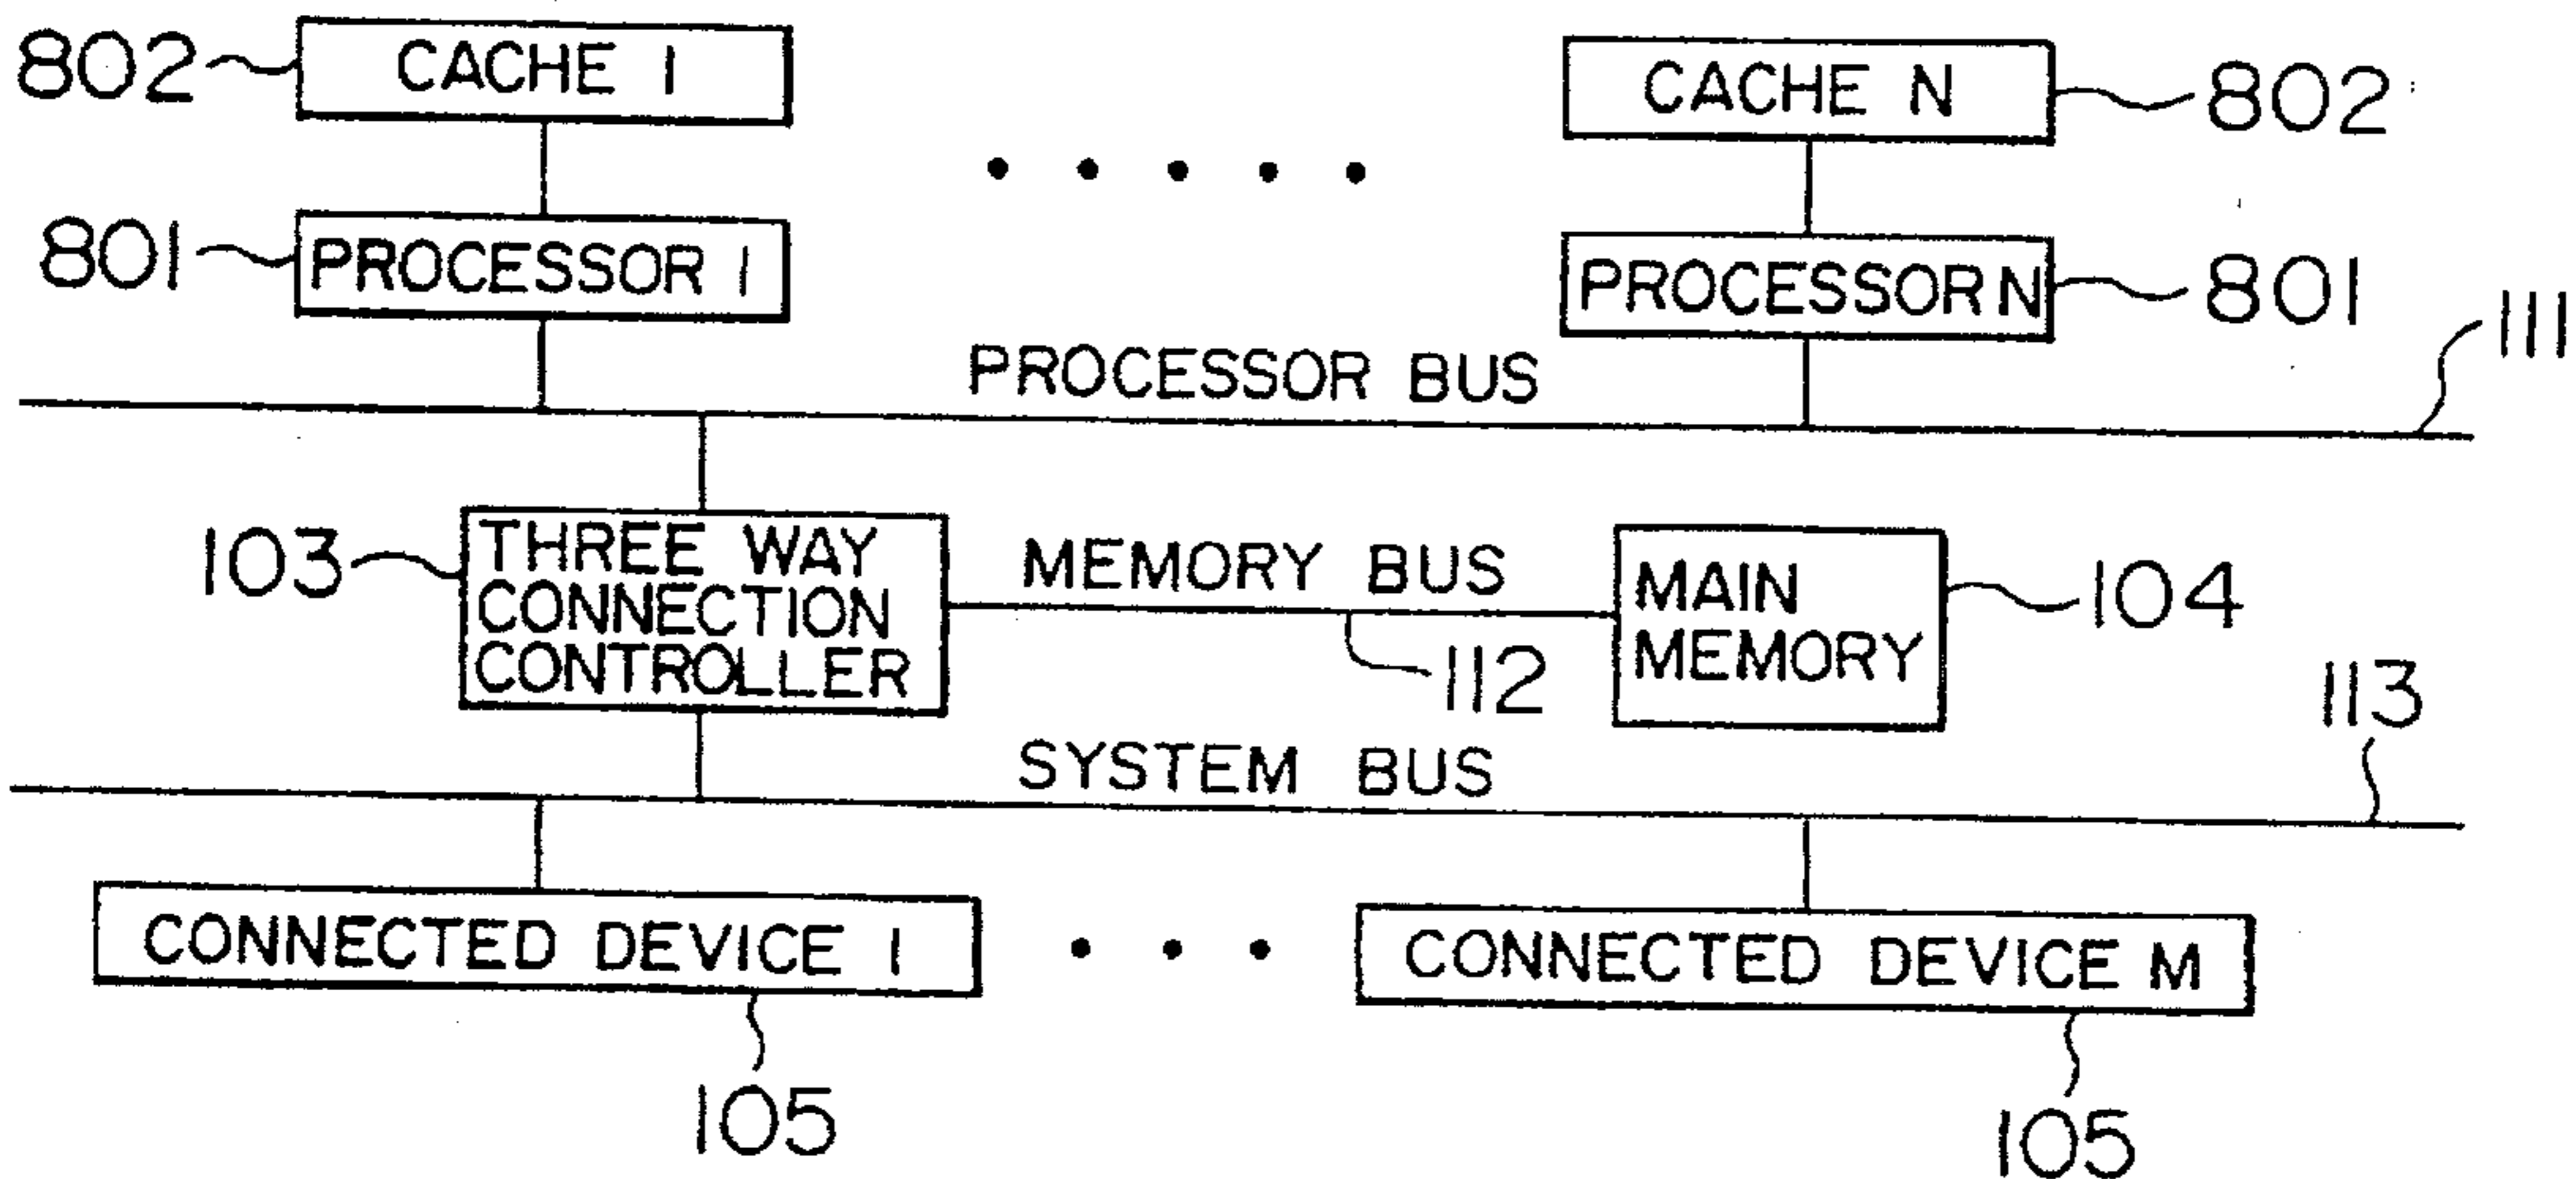 802
CACHE 1
CACHE N
802
801
PROCESSOR 1
PROCESSOR N
801
111
PROCESSOR BUS
103
THREE WAY
CONNECTION
CONTROLLER
MEMORY BUS
112
MAIN
MEMORY
104
113
SYSTEM BUS
CONNECTED DEVICE 1
CONNECTED DEVICE M
105
105